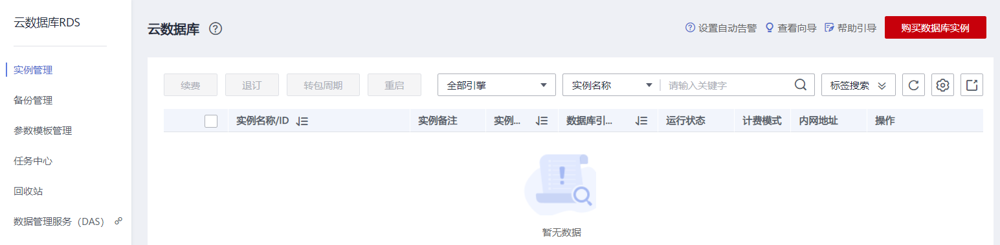 云数据库RDS
实例管理
备份管理
参数模板管理
任务中心
回收站
数据管理服务（DAS）
云数据库 ?
设置自动告警 查看向导 帮助引导 购买数据库实例
续费 退订 转包周期 重启 全部引擎 实例名称 请输入关键字 标签搜索
实例名称/ID 实例备注 实例... 数据库引... 运行状态 计费模式 内网地址 操作
暂无数据